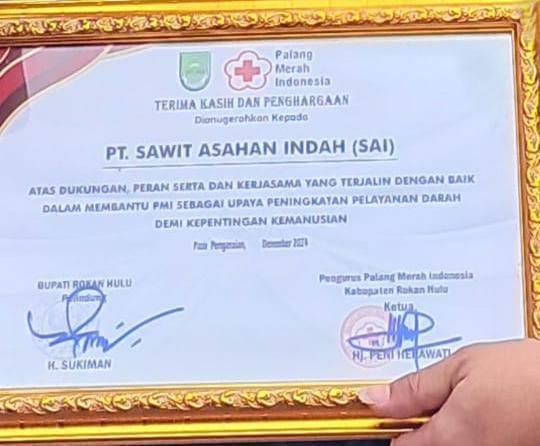 Palang
Merah
Indonesia
TERIMA KASIH DAN PENGHARGAAN
Dianugerahkan Kepada
PT. SAWIT ASAHAN INDAH (SAI)
ATAS DUKUNGAN, PERAN SERTA DAN KERJASAMA YANG TERJALIN DENGAN BAIK
DALAM MEMBANTU PMI SEBAGAI UPAYA PENINGKATAN PELAYANAN DARAH
DEMI KEPENTINGAN KEMANUSIAN
Pasir Pengaraian, Desember 2024
BUPATI ROKAN HULU
Pelindung
H. SUKIMAN
Pengurus Palang Merah Indonesia
Kabupaten Rokan Hulu
Ketua
HJ. PENI HERAWATI